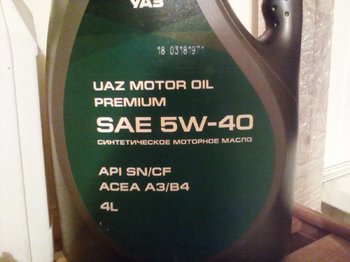 УАЗ
18 03181971
UAZ MOTOR OIL
PREMIUM
SAE 5W-40
СИНТЕТИЧЕСКОЕ МОТОРНОЕ МАСЛО
API SN/CF
ACEA A3/B4
4L